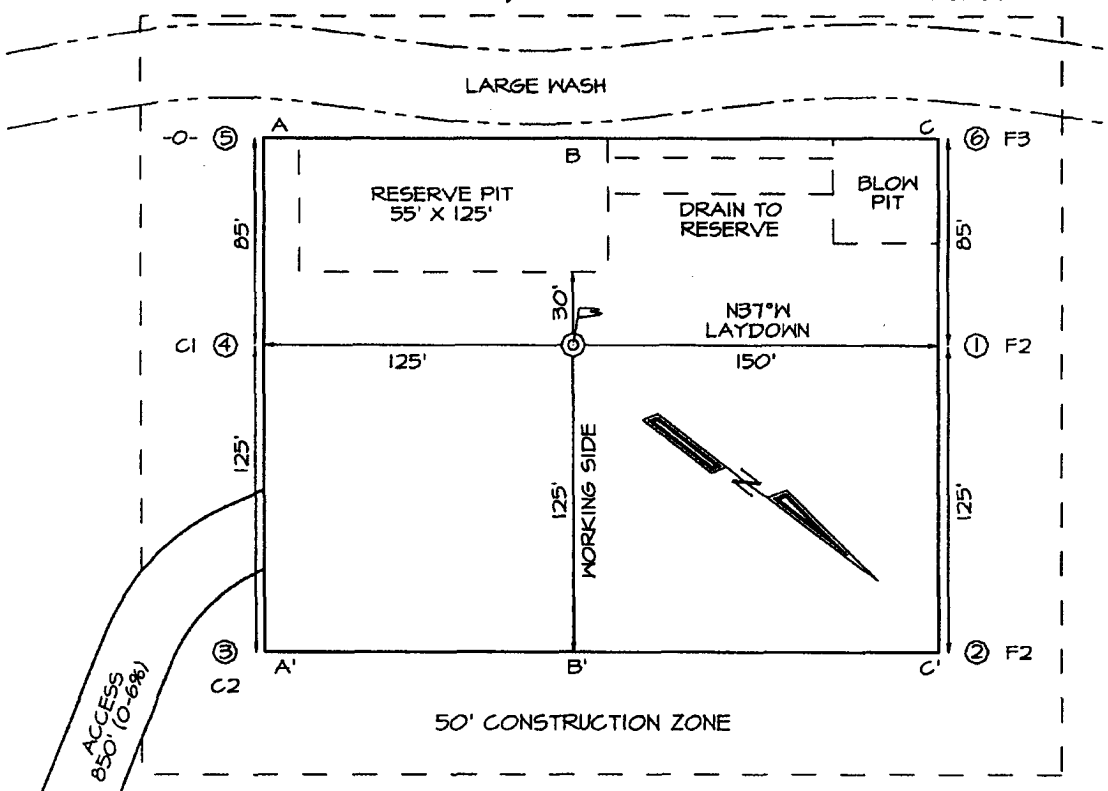 LARGE WASH
-0- ⑤
A
B
C
⑥ F3
RESERVE PIT
55' X 125'
BLOW
PIT
DRAIN TO
RESERVE
85'
85'
30'
N37°W
LAYDOWN
C1 ④
125'
150'
① F2
125'
125'
WORKING SIDE
N
125'
③
C2
A'
B'
C'
② F2
ACCESS
850' (0-6%)
50' CONSTRUCTION ZONE